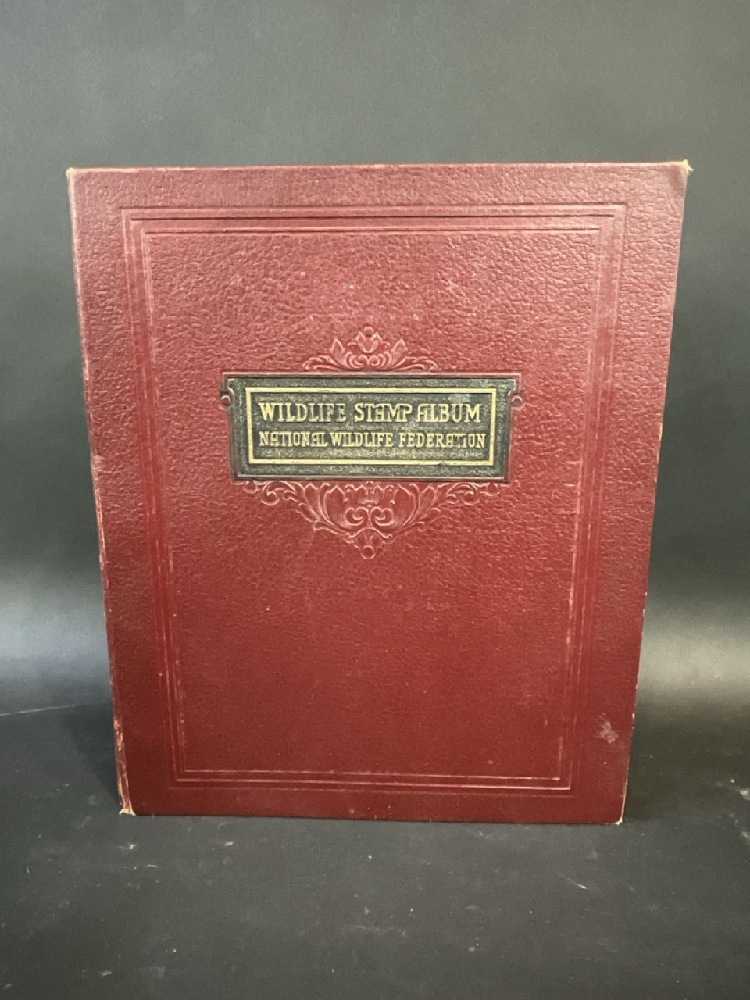 WILDLIFE STAMP ALBUM
NATIONAL WILDLIFE FEDERATION